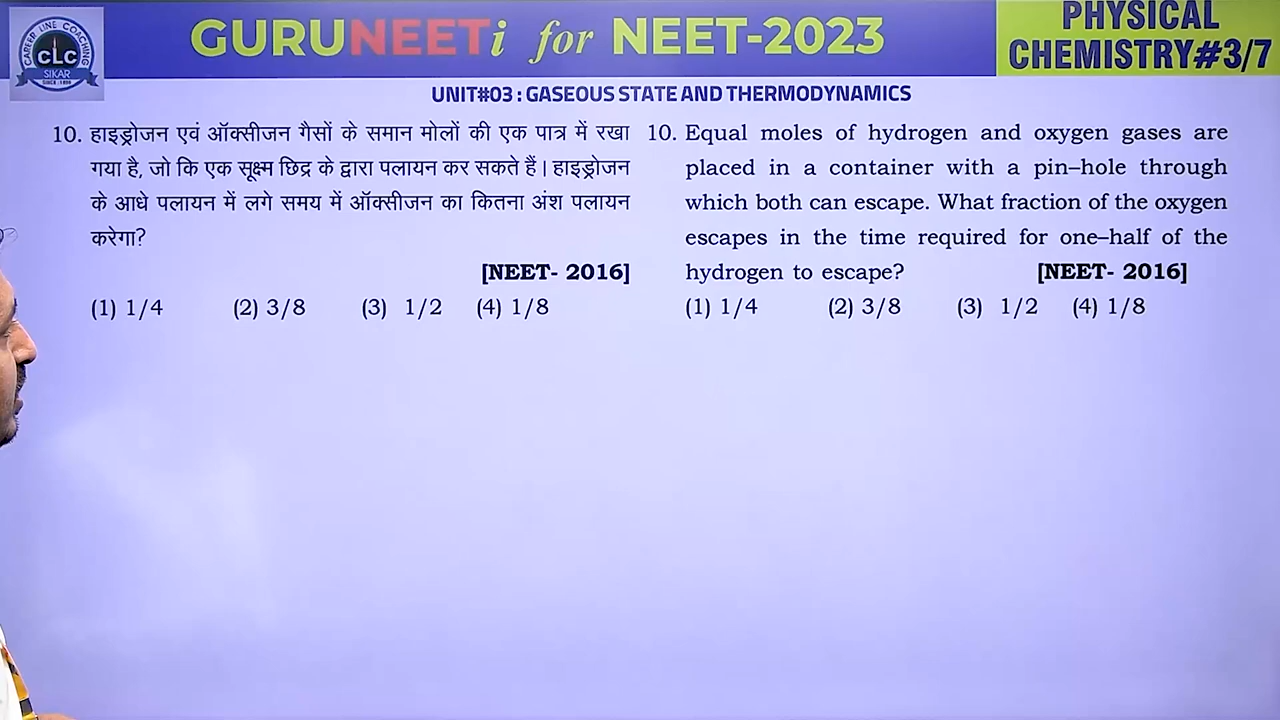 CAREER LINE COACHING
CLC
SIKAR
SINCE : 1996
GURUNEETi for NEET-2023
PHYSICAL
CHEMISTRY#3/7
UNIT#03 : GASEOUS STATE AND THERMODYNAMICS
10. हाइड्रोजन एवं ऑक्सीजन गैसों के समान मोलों की एक पात्र में रखा
गया है, जो कि एक सूक्ष्म छिद्र के द्वारा पलायन कर सकते हैं। हाइड्रोजन
के आधे पलायन में लगे समय में ऑक्सीजन का कितना अंश पलायन
करेगा?
[NEET- 2016]
(1) 1/4 (2) 3/8 (3) 1/2 (4) 1/8
10. Equal moles of hydrogen and oxygen gases are
placed in a container with a pin–hole through
which both can escape. What fraction of the oxygen
escapes in the time required for one–half of the
hydrogen to escape? [NEET- 2016]
(1) 1/4 (2) 3/8 (3) 1/2 (4) 1/8